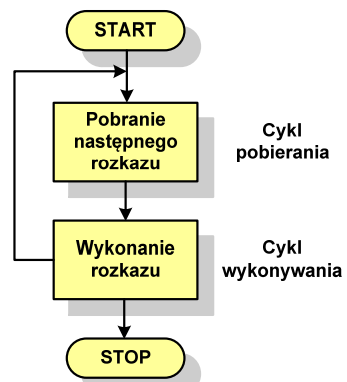 START
Pobranie
następnego
rozkazu
Cykl
pobierania
Wykonanie
rozkazu
Cykl
wykonywania
STOP